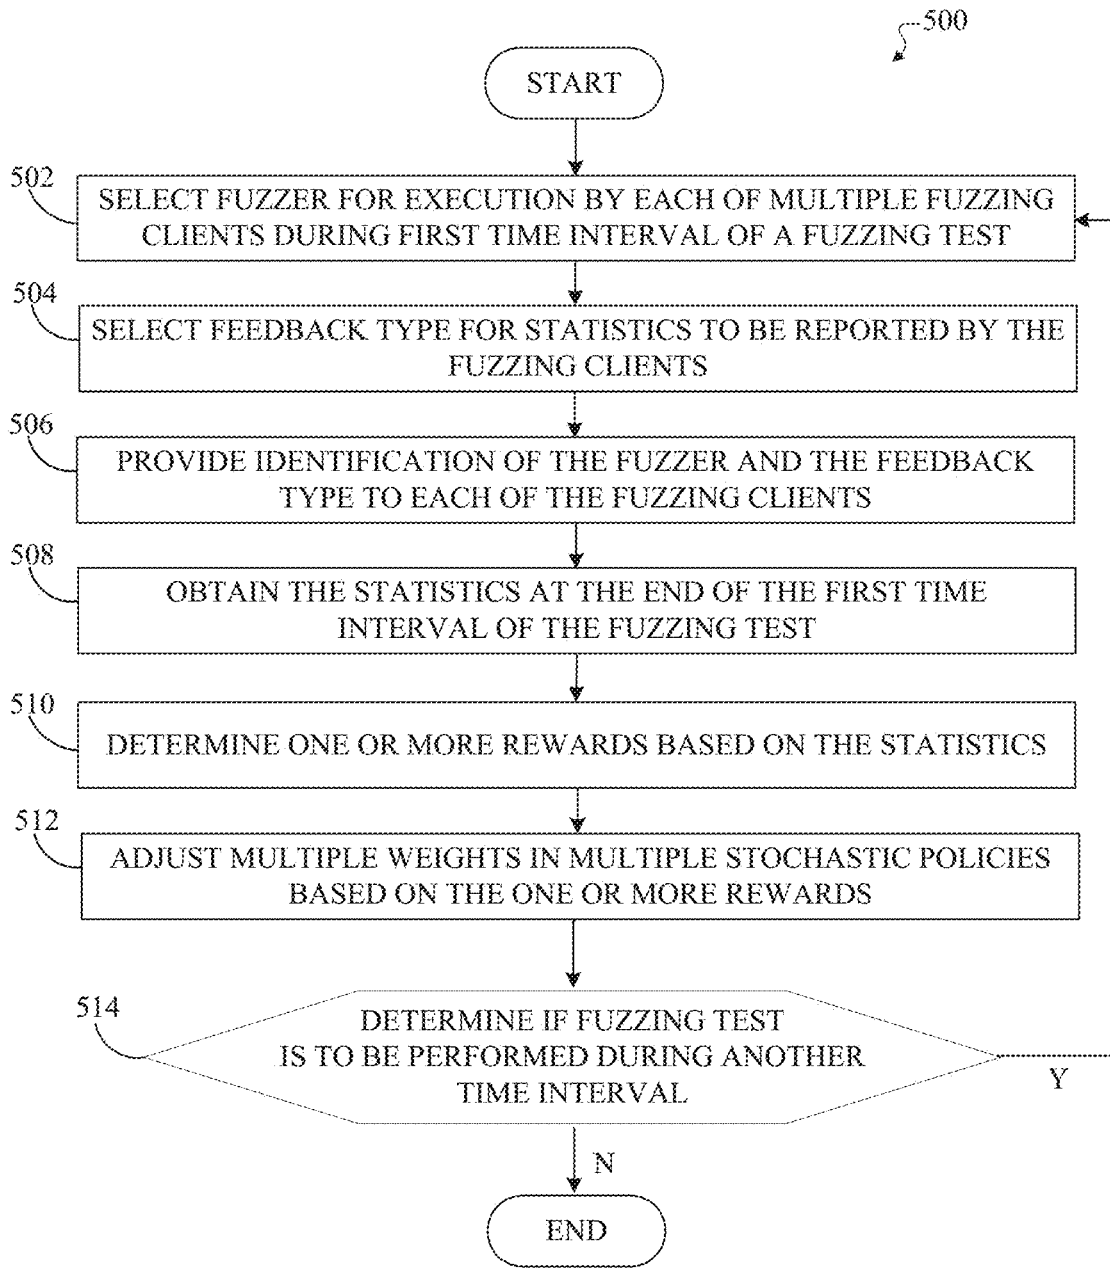 500
START
502
SELECT FUZZER FOR EXECUTION BY EACH OF MULTIPLE FUZZING
CLIENTS DURING FIRST TIME INTERVAL OF A FUZZING TEST
504
SELECT FEEDBACK TYPE FOR STATISTICS TO BE REPORTED BY THE
FUZZING CLIENTS
506
PROVIDE IDENTIFICATION OF THE FUZZER AND THE FEEDBACK
TYPE TO EACH OF THE FUZZING CLIENTS
508
OBTAIN THE STATISTICS AT THE END OF THE FIRST TIME
INTERVAL OF THE FUZZING TEST
510
DETERMINE ONE OR MORE REWARDS BASED ON THE STATISTICS
512
ADJUST MULTIPLE WEIGHTS IN MULTIPLE STOCHASTIC POLICIES
BASED ON THE ONE OR MORE REWARDS
514
DETERMINE IF FUZZING TEST
IS TO BE PERFORMED DURING ANOTHER
TIME INTERVAL
Y
N
END